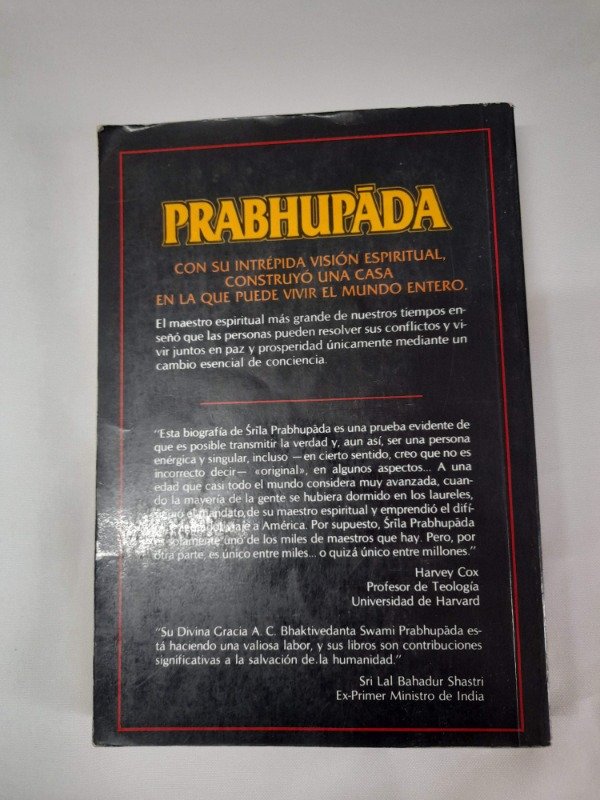 PRABHUPĀDA
CON SU INTRÉPIDA VISIÓN ESPIRITUAL,
CONSTRUYÓ UNA CASA
EN LA QUE PUEDE VIVIR EL MUNDO ENTERO.
El maestro espiritual más grande de nuestros tiempos en-
señó que las personas pueden resolver sus conflictos y vi-
vir juntos en paz y prosperidad únicamente mediante un
cambio esencial de conciencia.
"Esta biografía de Śrīla Prabhupāda es una prueba evidente de
que es posible transmitir la verdad y, aun así, ser una persona
enérgica y singular, incluso —en cierto sentido, creo que no es
incorrecto decir— «original», en algunos aspectos... A una
edad que casi todo el mundo considera muy avanzada, cuan-
do la mayería de la gente se hubiera dormido en los laureles,
el mandato de su maestro espiritual y emprendió el difí-
viaje a América. Por supuesto, Śrīla Prabhupāda
es solamente uno de los miles de maestros que hay. Pero, por
otra parte, es único entre miles... o quizá único entre millones."
Harvey Cox
Profesor de Teología
Universidad de Harvard
"Su Divina Gracia A. C. Bhaktivedanta Swami Prabhupāda es-
tá haciendo una valiosa labor, y sus libros son contribuciones
significativas a la salvación de la humanidad."
Sri Lal Bahadur Shastri
Ex-Primer Ministro de India